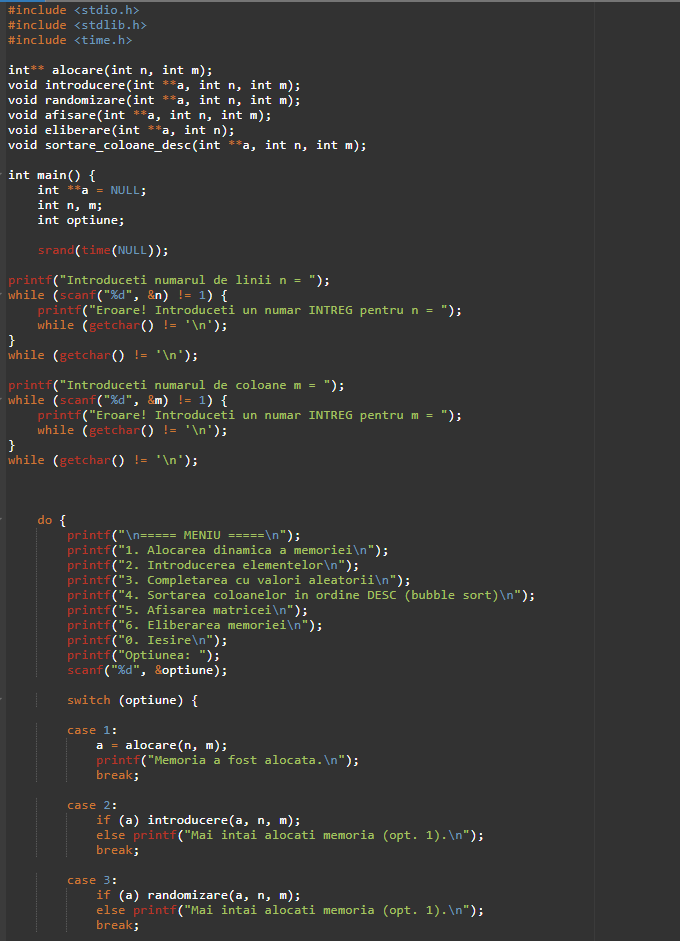 #include <stdio.h>
#include <stdlib.h>
#include <time.h>
int** alocare(int n, int m);
void introducere(int **a, int n, int m);
void randomizare(int **a, int n, int m);
void afisare(int **a, int n, int m);
void eliberare(int **a, int n);
void sortare_coloane_desc(int **a, int n, int m);
int main() {
    int **a = NULL;
    int n, m;
    int optiune;
    srand(time(NULL));
printf("Introduceti numarul de linii n = ");
while (scanf("%d", &n) != 1) {
    printf("Eroare! Introduceti un numar INTREG pentru n = ");
    while (getchar() != '\n');
}
while (getchar() != '\n');
printf("Introduceti numarul de coloane m = ");
while (scanf("%d", &m) != 1) {
    printf("Eroare! Introduceti un numar INTREG pentru m = ");
    while (getchar() != '\n');
}
while (getchar() != '\n');
    do {
        printf("\n===== MENIU =====\n");
        printf("1. Alocarea dinamica a memoriei\n");
        printf("2. Introducerea elementelor\n");
        printf("3. Completarea cu valori aleatorii\n");
        printf("4. Sortarea coloanelor in ordine DESC (bubble sort)\n");
        printf("5. Afisarea matricei\n");
        printf("6. Eliberarea memoriei\n");
        printf("0. Iesire\n");
        printf("Optiunea: ");
        scanf("%d", &optiune);
        switch (optiune) {
        case 1:
            a = alocare(n, m);
            printf("Memoria a fost alocata.\n");
            break;
        case 2:
            if (a) introducere(a, n, m);
            else printf("Mai intai alocati memoria (opt. 1).\n");
            break;
        case 3:
            if (a) randomizare(a, n, m);
            else printf("Mai intai alocati memoria (opt. 1).\n");
            break;